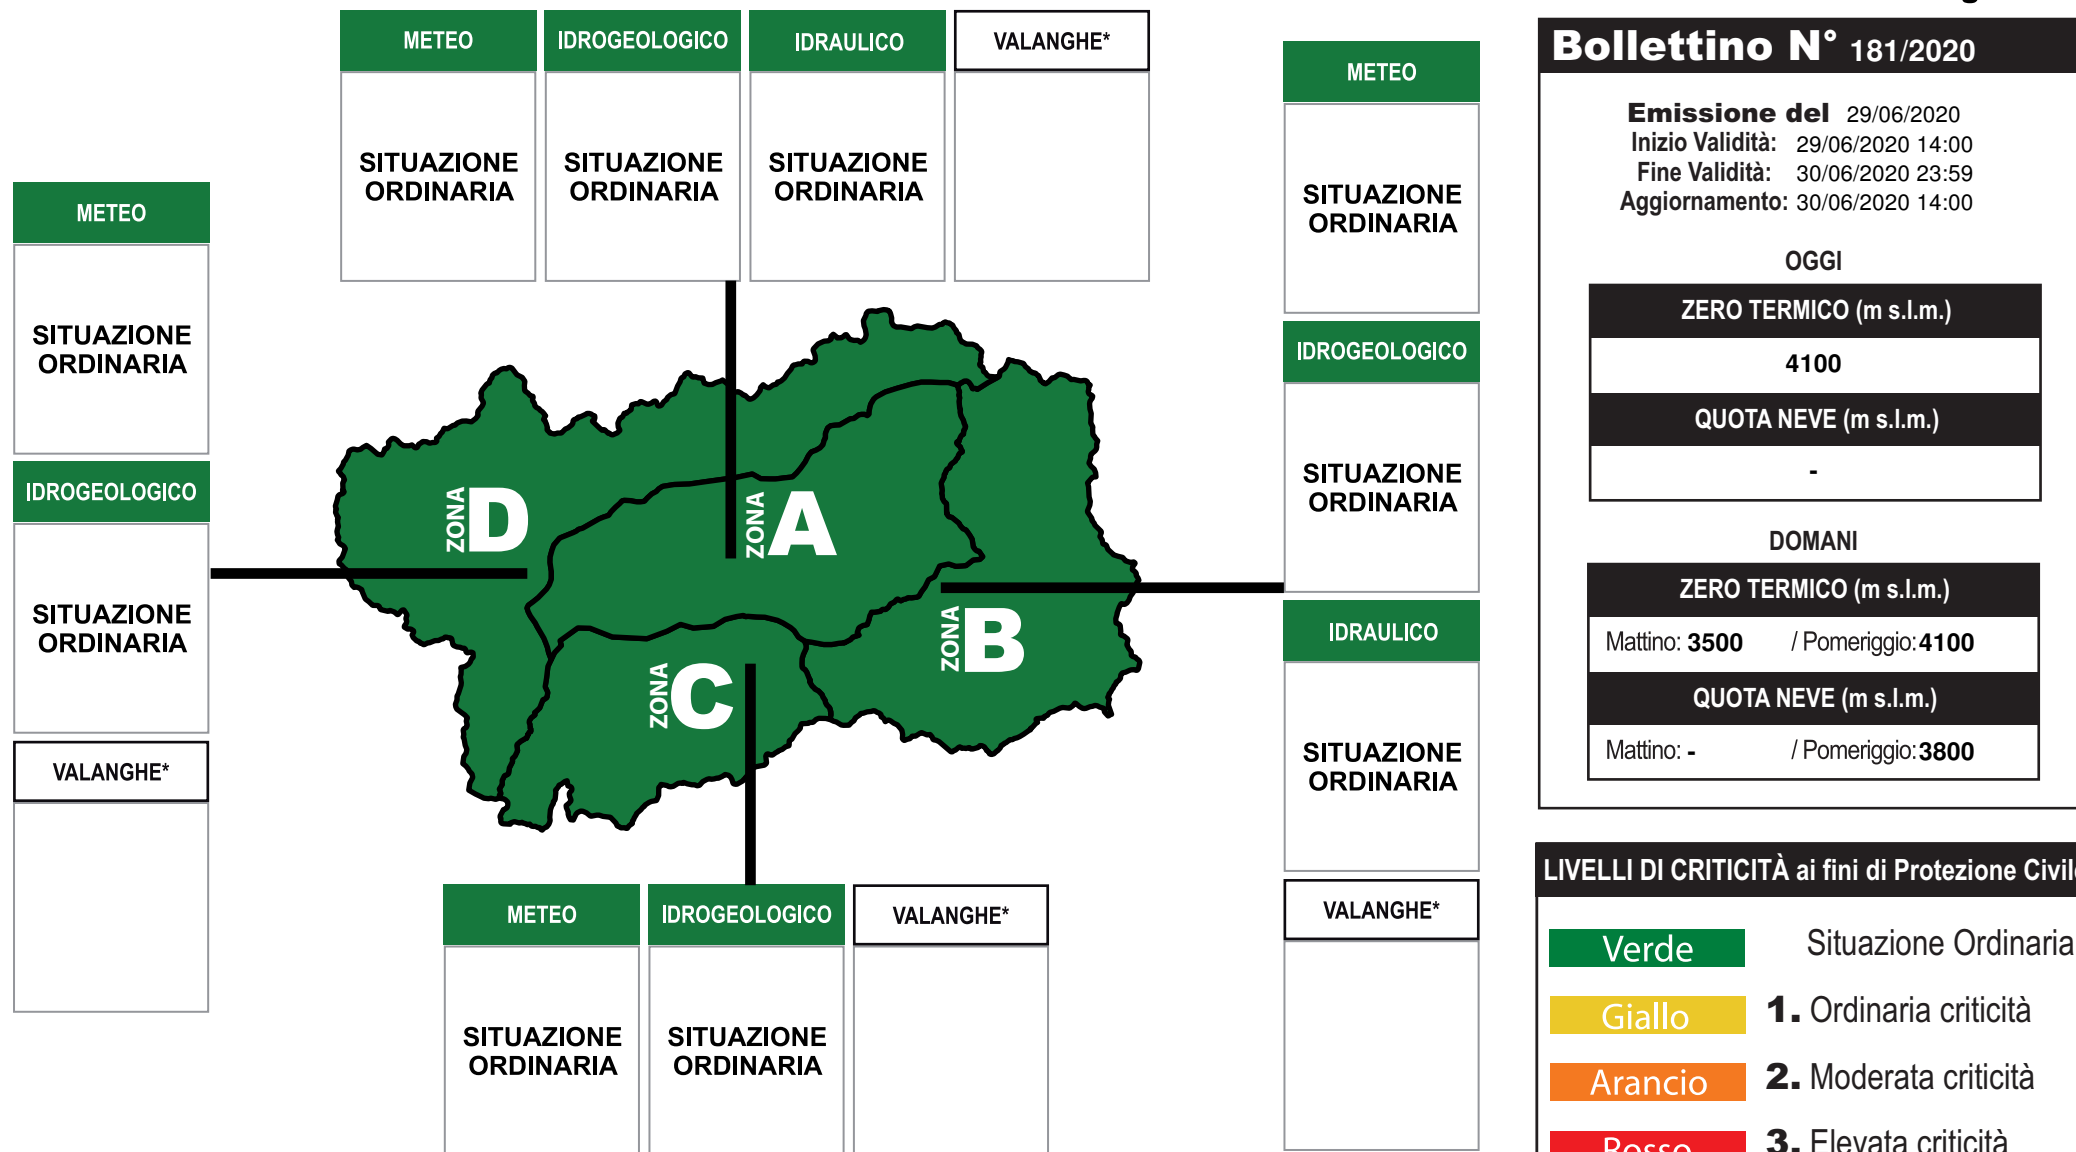 METEO
IDROGEOLOGICO
IDRAULICO
VALANGHE*
SITUAZIONE
ORDINARIA
SITUAZIONE
ORDINARIA
SITUAZIONE
ORDINARIA
METEO
SITUAZIONE
ORDINARIA
IDROGEOLOGICO
SITUAZIONE
ORDINARIA
VALANGHE*
ZONA D
ZONA A
ZONA B
ZONA C
METEO
SITUAZIONE
ORDINARIA
IDROGEOLOGICO
SITUAZIONE
ORDINARIA
IDRAULICO
SITUAZIONE
ORDINARIA
VALANGHE*
METEO
IDROGEOLOGICO
VALANGHE*
SITUAZIONE
ORDINARIA
SITUAZIONE
ORDINARIA
Bollettino N° 181/2020
Emissione del 29/06/2020
Inizio Validità: 29/06/2020 14:00
Fine Validità: 30/06/2020 23:59
Aggiornamento: 30/06/2020 14:00
OGGI
ZERO TERMICO (m s.l.m.)
4100
QUOTA NEVE (m s.l.m.)
-
DOMANI
ZERO TERMICO (m s.l.m.)
Mattino: 3500 / Pomeriggio: 4100
QUOTA NEVE (m s.l.m.)
Mattino: - / Pomeriggio: 3800
LIVELLI DI CRITICITÀ ai fini di Protezione Civile
Verde Situazione Ordinaria
Giallo 1. Ordinaria criticità
Arancio 2. Moderata criticità
Rosso 3. Elevata criticità